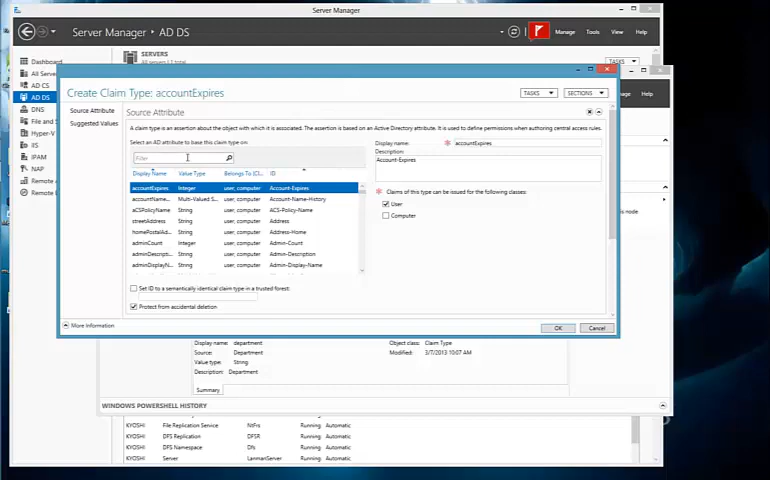 Server Manager
Server Manager • AD DS
Manage Tools View Help
Dashboard
All Server
AD CS
AD DS
DNS
File and S
Hyper-V
IIS
IPAM
NAP
Remote
Remote
SERVERS
All servers
TASKS
Help
Create Claim Type: accountExpires
TASKS
SECTIONS
Source Attribute
Suggested Values
Source Attribute
A claim type is an assertion about the object with which it is associated. The assertion is based on an Active Directory attribute. It is used to define permissions when authoring central access rules.
Select an AD attribute to base this claim type on:
Filter
Display Name Value Type Belongs To (Cl... ID
accountExpires Integer user, computer Account-Expires
accountName... Multi-Valued S... user, computer Account-Name-History
aCSPolicyName String user, computer ACS-Policy-Name
streetAddress String user, computer Address
homePostalAd... String user, computer Address-Home
adminCount Integer user, computer Admin-Count
adminDescripti... String user, computer Admin-Description
adminDisplayN... String user, computer Admin-Display-Name
Set ID to a semantically identical claim type in a trusted forest:
Protect from accidental deletion
Display name: accountExpires
Description:
Account-Expires
Claims of this type can be issued for the following classes:
User
Computer
More Information
OK Cancel
is node
Display name: department
Source: Department
Value type: String
Description: Department
Object class: Claim Type
Modified: 3/7/2013 10:07 AM
Summary
WINDOWS POWERSHELL HISTORY
KYOSHI File Replication Service NtFrs Running Automatic
KYOSHI DFS Replication DFSR Running Automatic
KYOSHI DFS Namespace Dfs Running Automatic
KYOSHI Server LanmanServer Running Automatic